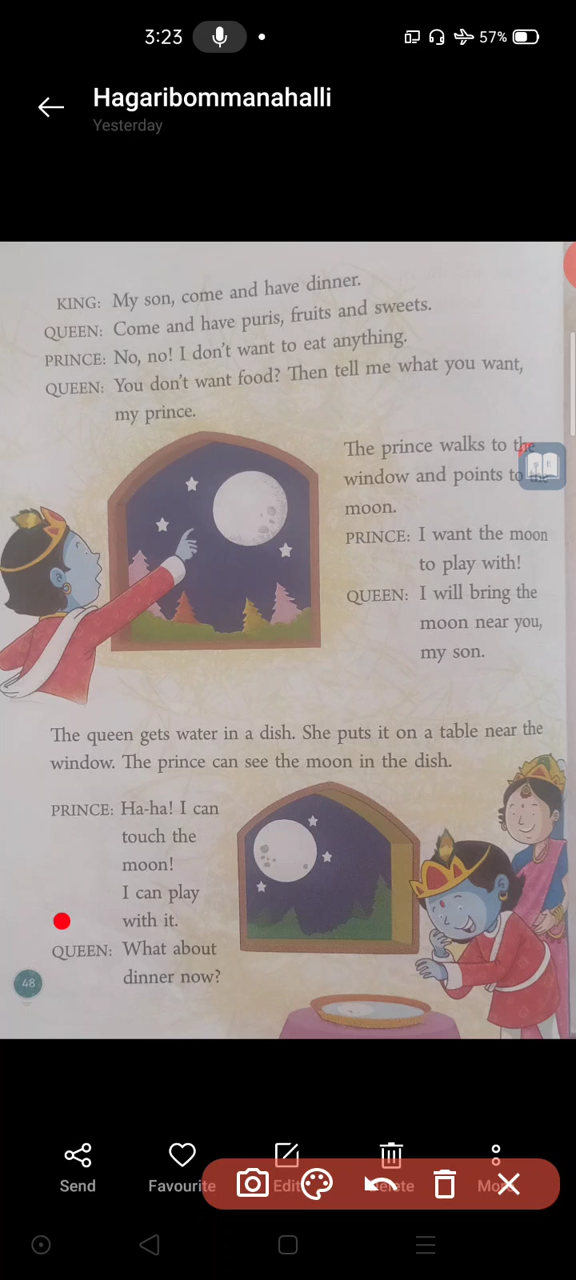 3:23
57%
Hagaribommanahalli
Yesterday
KING: My son, come and have dinner.
QUEEN: Come and have puris, fruits and sweets.
PRINCE: No, no! I don't want to eat anything.
QUEEN: You don't want food? Then tell me what you want,
my prince.
The prince walks to the
window and points to the
moon.
PRINCE: I want the moon
to play with!
QUEEN: I will bring the
moon near you,
my son.
The queen gets water in a dish. She puts it on a table near the
window. The prince can see the moon in the dish.
PRINCE: Ha-ha! I can
touch the
moon!
I can play
with it.
QUEEN: What about
dinner now?
48
Send
Favourite
Edit
Delete
More